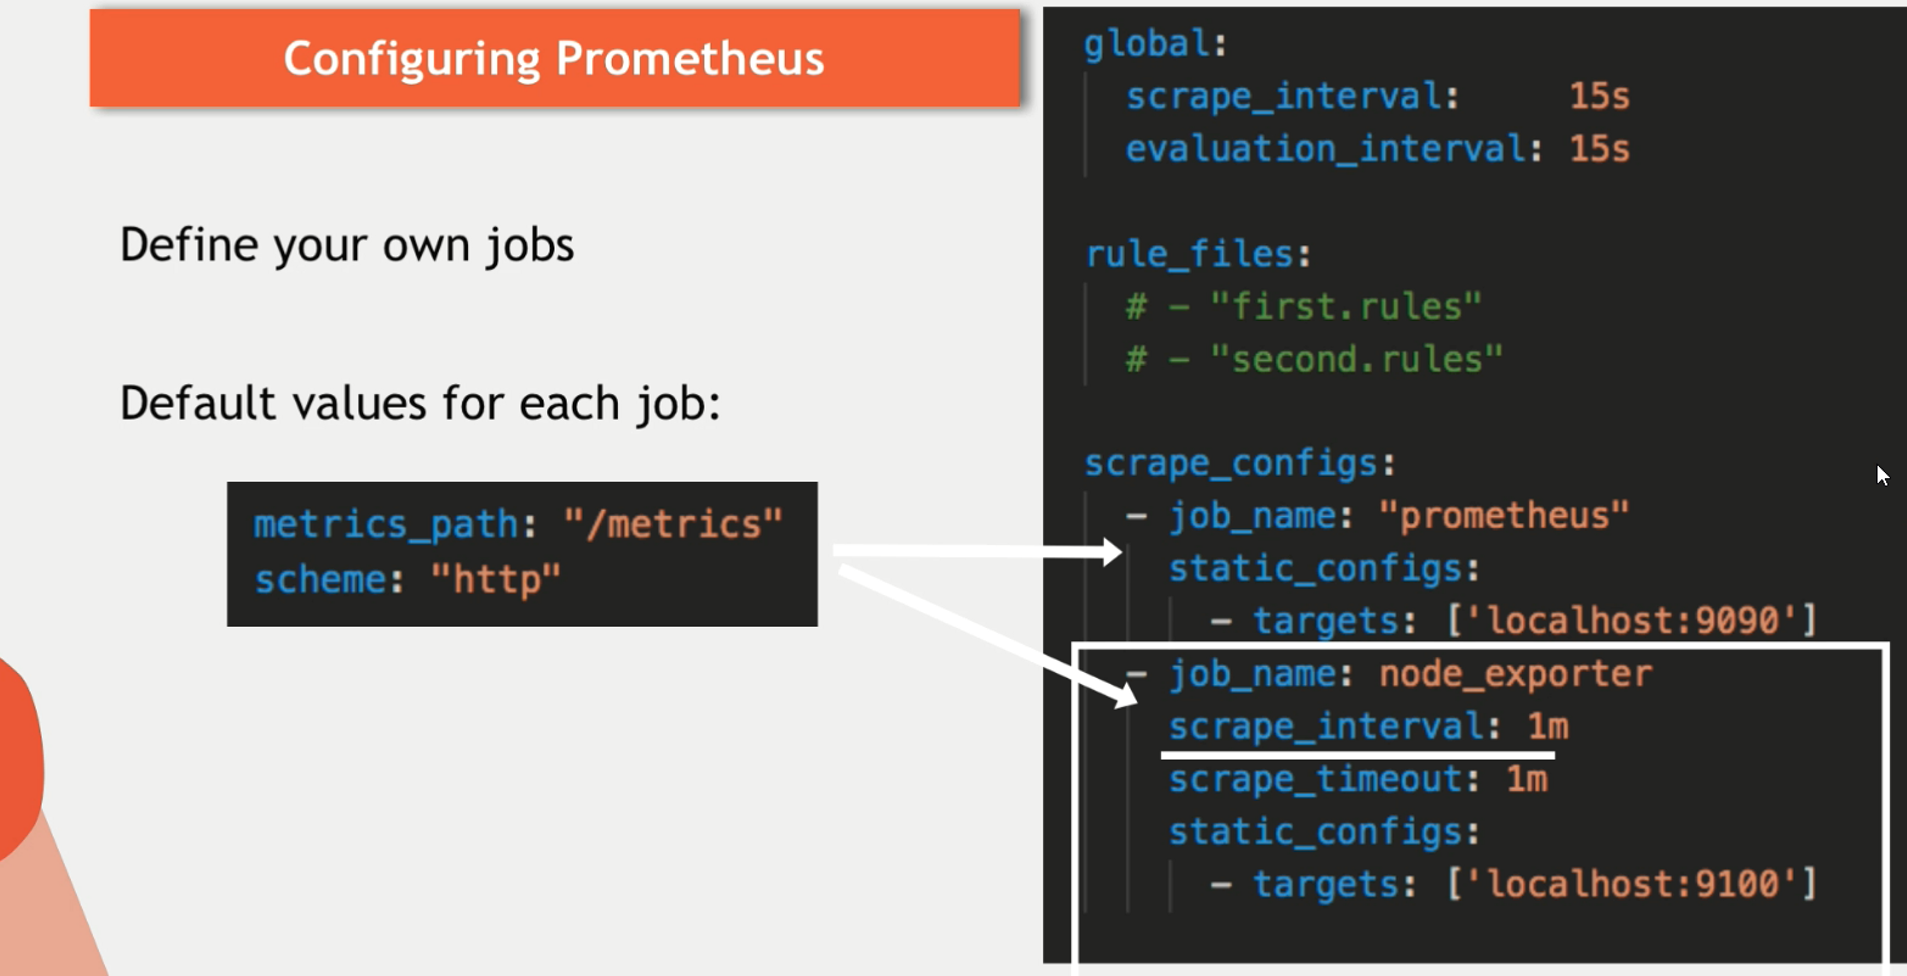 Configuring Prometheus
Define your own jobs
Default values for each job:
metrics_path: "/metrics"
scheme: "http"
global:
  scrape_interval:     15s
  evaluation_interval: 15s
rule_files:
  # - "first.rules"
  # - "second.rules"
scrape_configs:
  - job_name: "prometheus"
    static_configs:
      - targets: ['localhost:9090']
  - job_name: node_exporter
    scrape_interval: 1m
    scrape_timeout: 1m
    static_configs:
      - targets: ['localhost:9100']